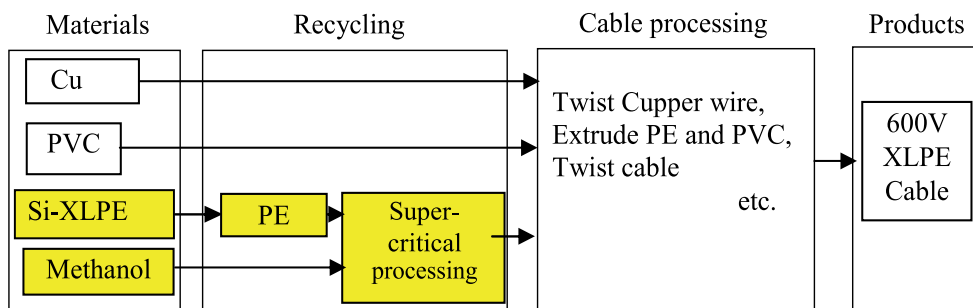 Materials
Recycling
Cable processing
Products
Cu
PVC
Si-XLPE
Methanol
PE
Super-
critical
processing
Twist Cupper wire,
Extrude PE and PVC,
Twist cable
etc.
600V
XLPE
Cable